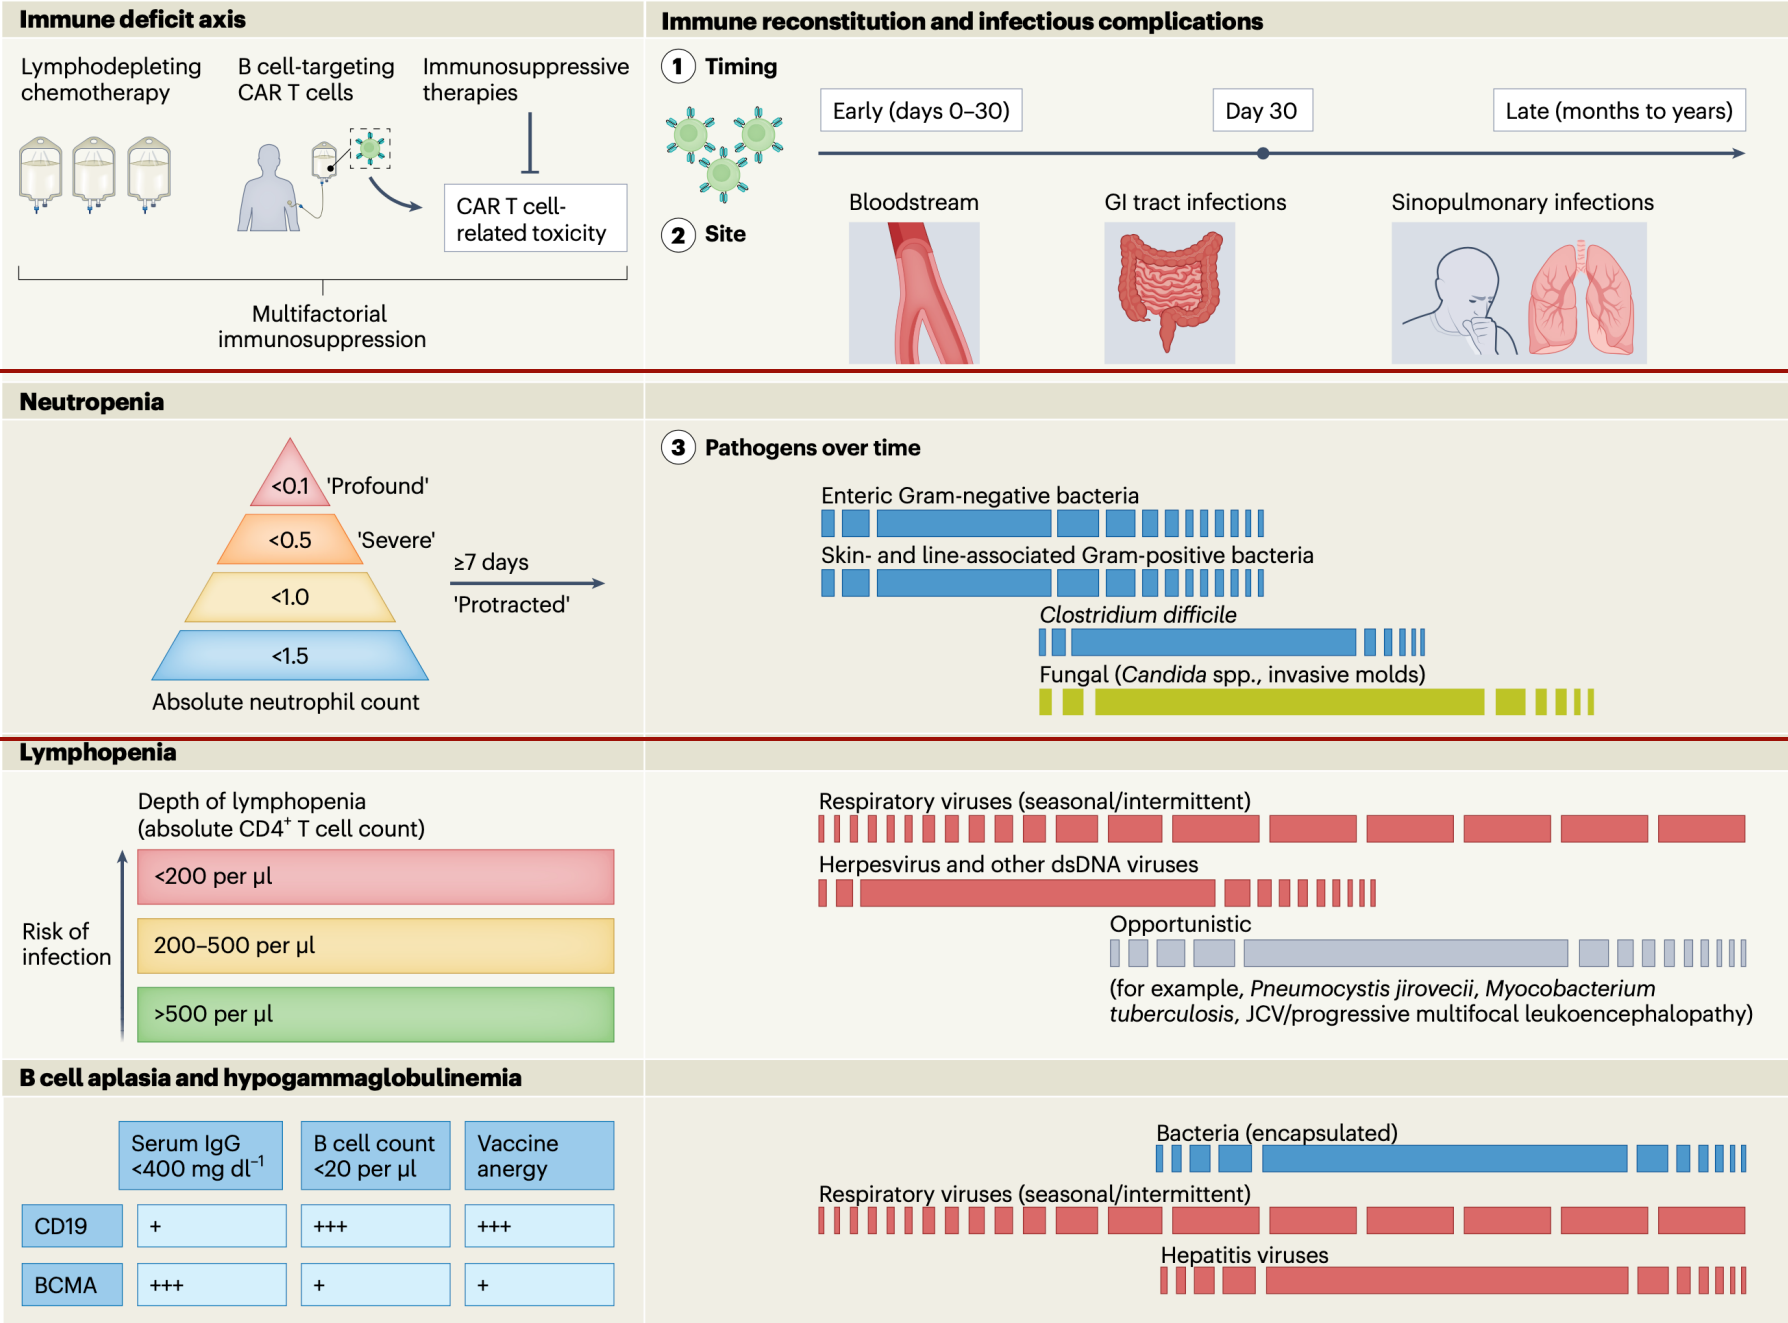 Immune deficit axis
Immune reconstitution and infectious complications
Lymphodepleting
chemotherapy
B cell-targeting
CAR T cells
Immunosuppressive
therapies
CAR T cell-
related toxicity
Multifactorial
immunosuppression
1 Timing
Early (days 0–30)
Day 30
Late (months to years)
2 Site
Bloodstream
GI tract infections
Sinopulmonary infections
Neutropenia
<0.1 'Profound'
<0.5 'Severe'
<1.0
<1.5
≥7 days
'Protracted'
Absolute neutrophil count
3 Pathogens over time
Enteric Gram-negative bacteria
Skin- and line-associated Gram-positive bacteria
Clostridium difficile
Fungal (Candida spp., invasive molds)
Lymphopenia
Depth of lymphopenia
(absolute CD4⁺ T cell count)
Risk of
infection
<200 per µl
200–500 per µl
>500 per µl
Respiratory viruses (seasonal/intermittent)
Herpesvirus and other dsDNA viruses
Opportunistic
(for example, Pneumocystis jirovecii, Myocobacterium
tuberculosis, JCV/progressive multifocal leukoencephalopathy)
B cell aplasia and hypogammaglobulinemia
Serum IgG
<400 mg dl⁻¹
B cell count
<20 per µl
Vaccine
anergy
CD19 + +++ +++
BCMA +++ + +
Bacteria (encapsulated)
Respiratory viruses (seasonal/intermittent)
Hepatitis viruses